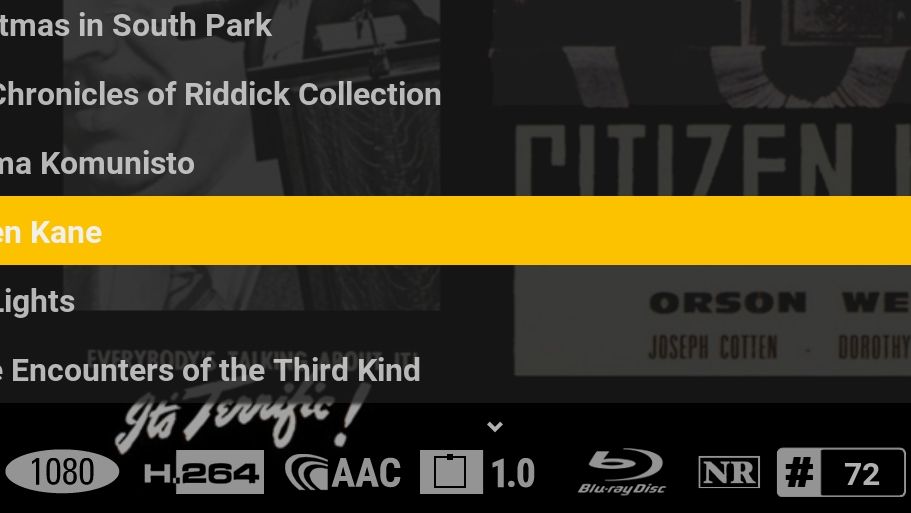 tmas in South Park
Chronicles of Riddick Collection
ma Komunisto
en Kane
Lights
e Encounters of the Third Kind
CITIZEN
ORSON WE
JOSEPH COTTEN · DOROTHY
EVERYBODY'S TALKING ABOUT IT!
It's Terrific!
1080 H.264 AAC 1.0 Blu-ray Disc NR # 72